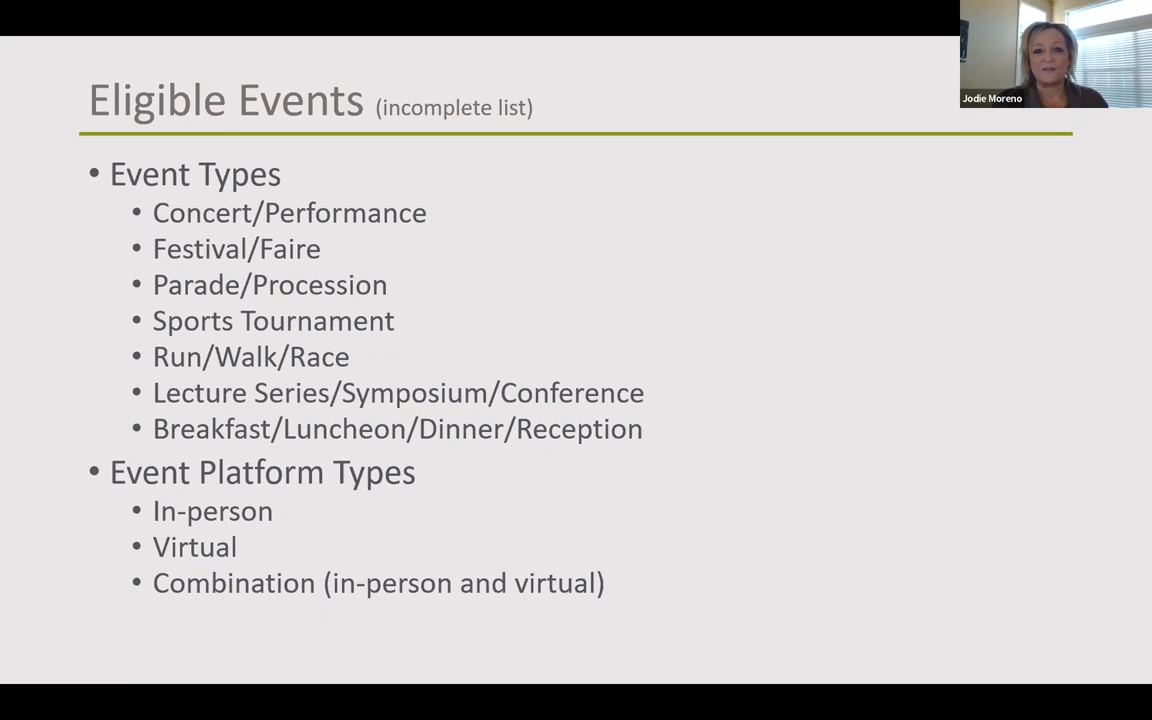 Eligible Events (incomplete list)
Jodie Moreno
• Event Types
• Concert/Performance
• Festival/Faire
• Parade/Procession
• Sports Tournament
• Run/Walk/Race
• Lecture Series/Symposium/Conference
• Breakfast/Luncheon/Dinner/Reception
• Event Platform Types
• In-person
• Virtual
• Combination (in-person and virtual)